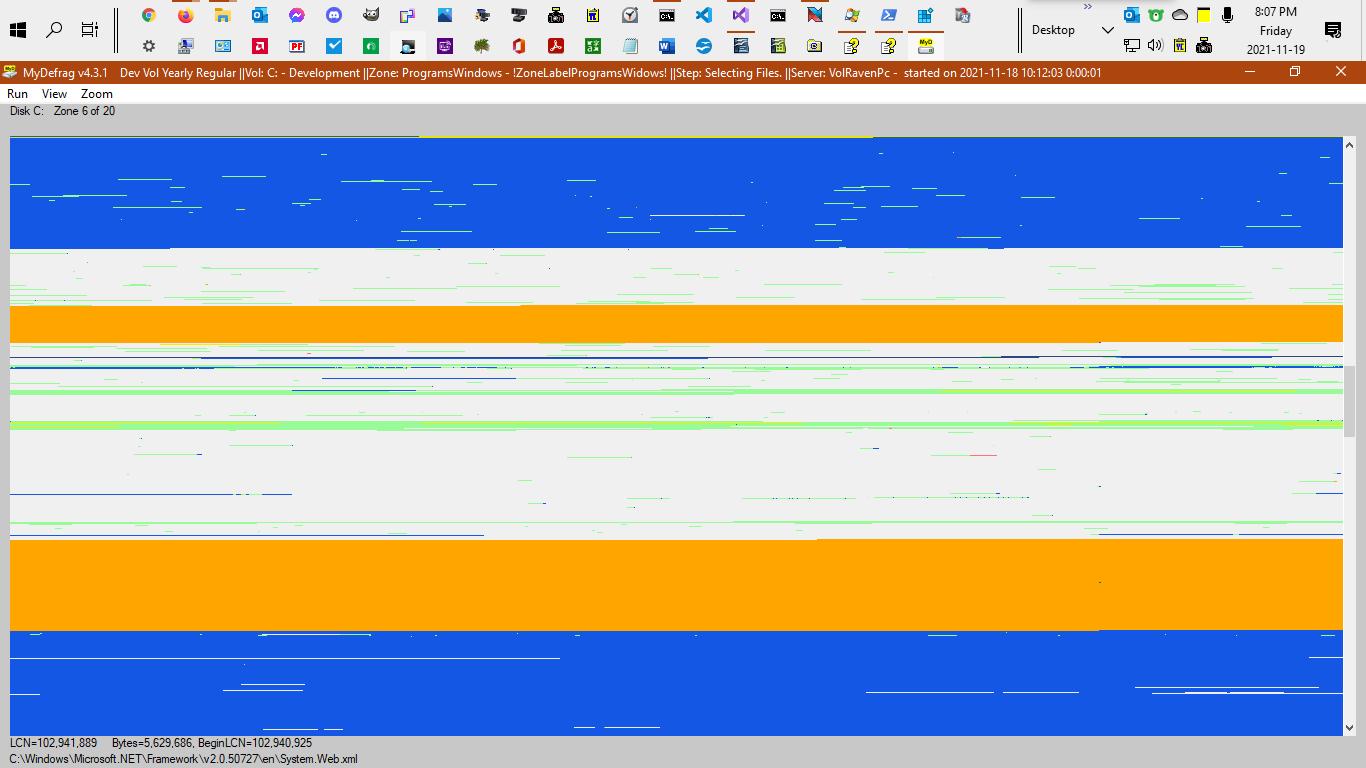 8:07 PM
Friday
2021-11-19
Desktop
MyDefrag v4.3.1 Dev Vol Yearly Regular ||Vol: C: - Development ||Zone: ProgramsWindows - !ZoneLabelProgramsWidows! ||Step: Selecting Files. ||Server: VolRavenPc - started on 2021-11-18 10:12:03 0:00:01
Run View Zoom
Disk C: Zone 6 of 20
LCN=102,941,889 Bytes=5,629,686, BeginLCN=102,940,925
C:\Windows\Microsoft.NET\Framework\v2.0.50727\en\System.Web.xml